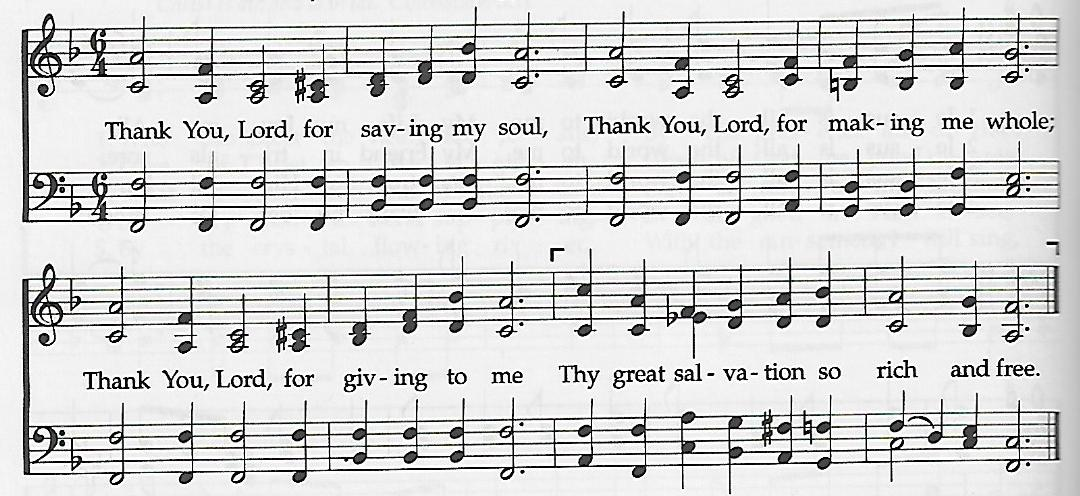 Thank You, Lord, for sav-ing my soul, Thank You, Lord, for mak-ing me whole;
Thank You, Lord, for giv-ing to me Thy great sal-va-tion so rich and free.